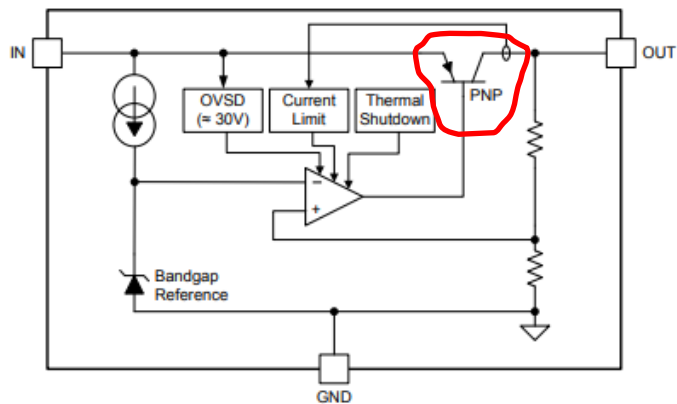 IN
OUT
OVSD
(≈ 30V)
Current
Limit
Thermal
Shutdown
PNP
−
+
Bandgap
Reference
GND